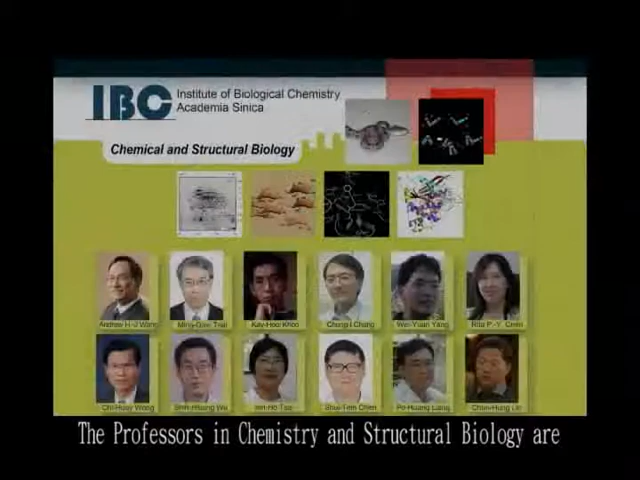 IBC
Institute of Biological Chemistry
Academia Sinica
Chemical and Structural Biology
Andrew H.-J Wang
Ming-Daw Tsai
Kay-Hooi Khoo
Chung-I Chang
Wei-Yuan Yang
Rita P.-Y. Chen
Chi-Huey Wong
Shih-Hsiung Wu
Shui-Tein Chen
Po-Huang Liang
Chun-Hung Lin
The Professors in Chemistry and Structural Biology are